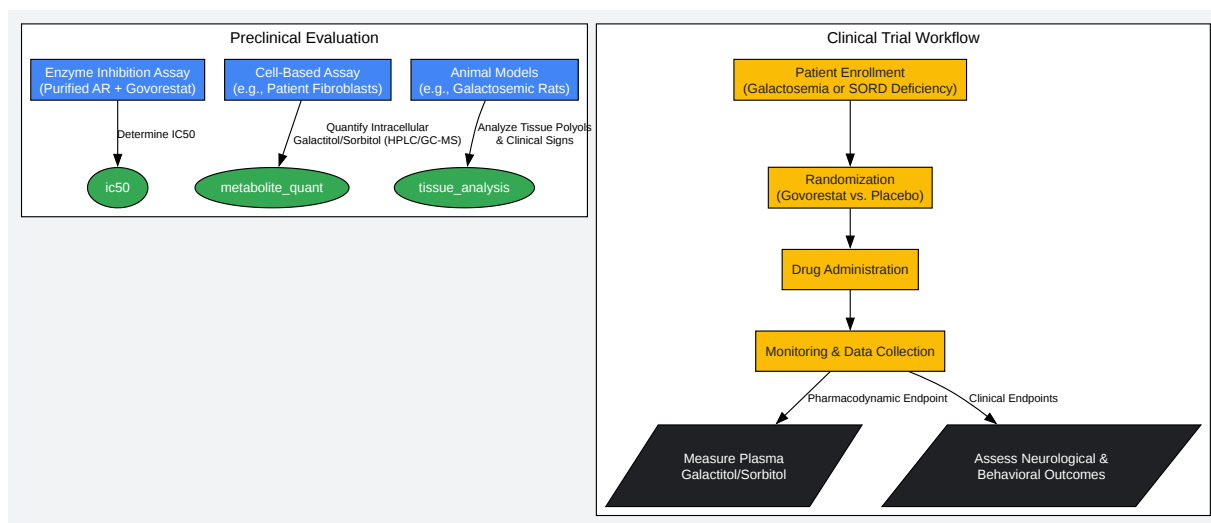 Preclinical Evaluation
Enzyme Inhibition Assay
(Purified AR + Govorestat)
Cell-Based Assay
(e.g., Patient Fibroblasts)
Animal Models
(e.g., Galactosemic Rats)
Determine IC50
Quantify Intracellular
Galactitol/Sorbitol (HPLC/GC-MS)
Analyze Tissue Polyols
& Clinical Signs
ic50
metabolite_quant
tissue_analysis
Clinical Trial Workflow
Patient Enrollment
(Galactosemia or SORD Deficiency)
Randomization
(Govorestat vs. Placebo)
Drug Administration
Monitoring & Data Collection
Pharmacodynamic Endpoint
Clinical Endpoints
Measure Plasma
Galactitol/Sorbitol
Assess Neurological &
Behavioral Outcomes